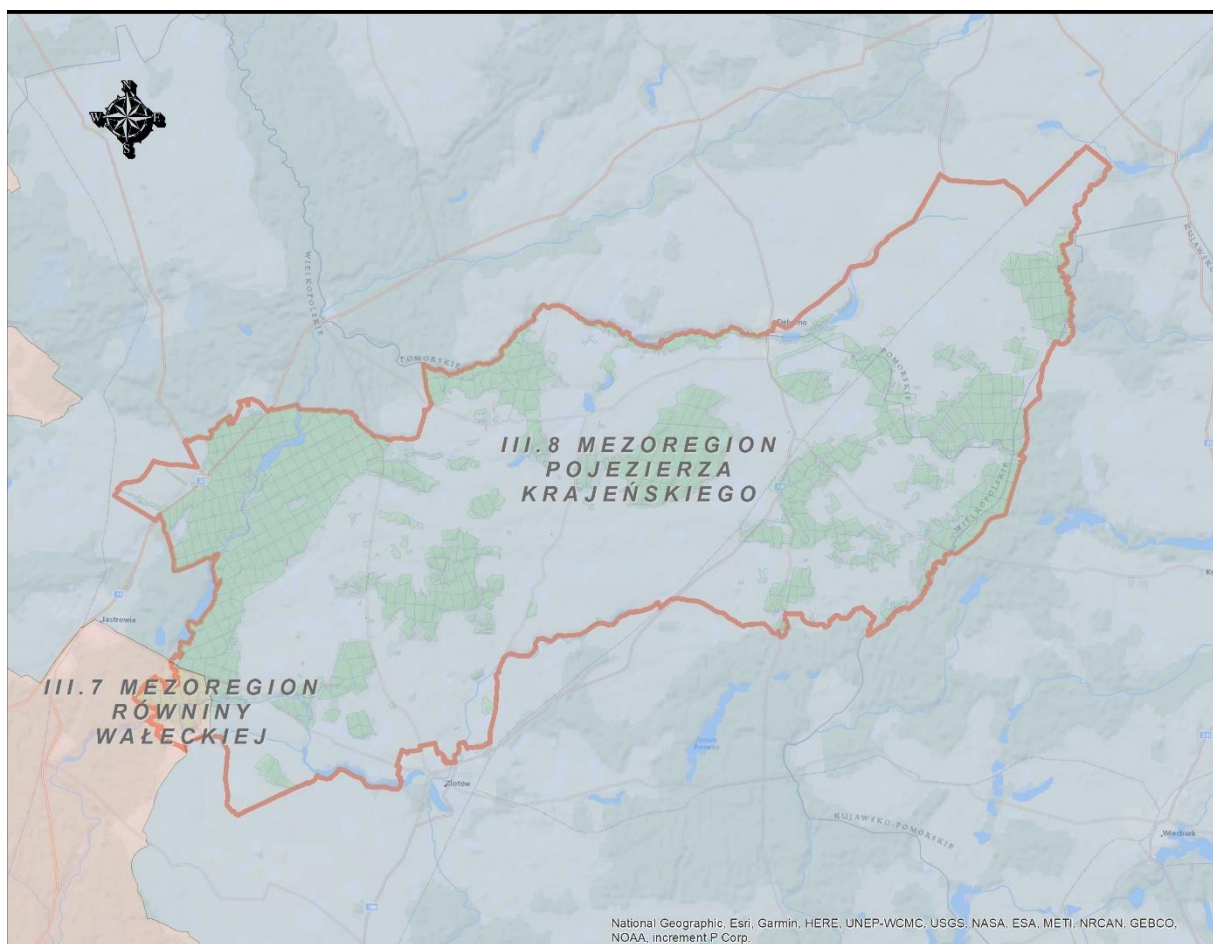 N
W E
S
WIELKOPOLSKIE
KUJAWSKO-
POMORSKIE
POMORSKIE
III.8 MEZOREGION
POJEZIERZA
KRAJEŃSKIEGO
WIELKOPOLSKIE
Jastrowie
III.7 MEZOREGION
RÓWNINY
WAŁECKIEJ
Złotów
KUJAWSKO-POMORSKIE
Więcbork
National Geographic, Esri, Garmin, HERE, UNEP-WCMC, USGS, NASA, ESA, METI, NRCAN, GEBCO,
NOAA, increment P Corp.